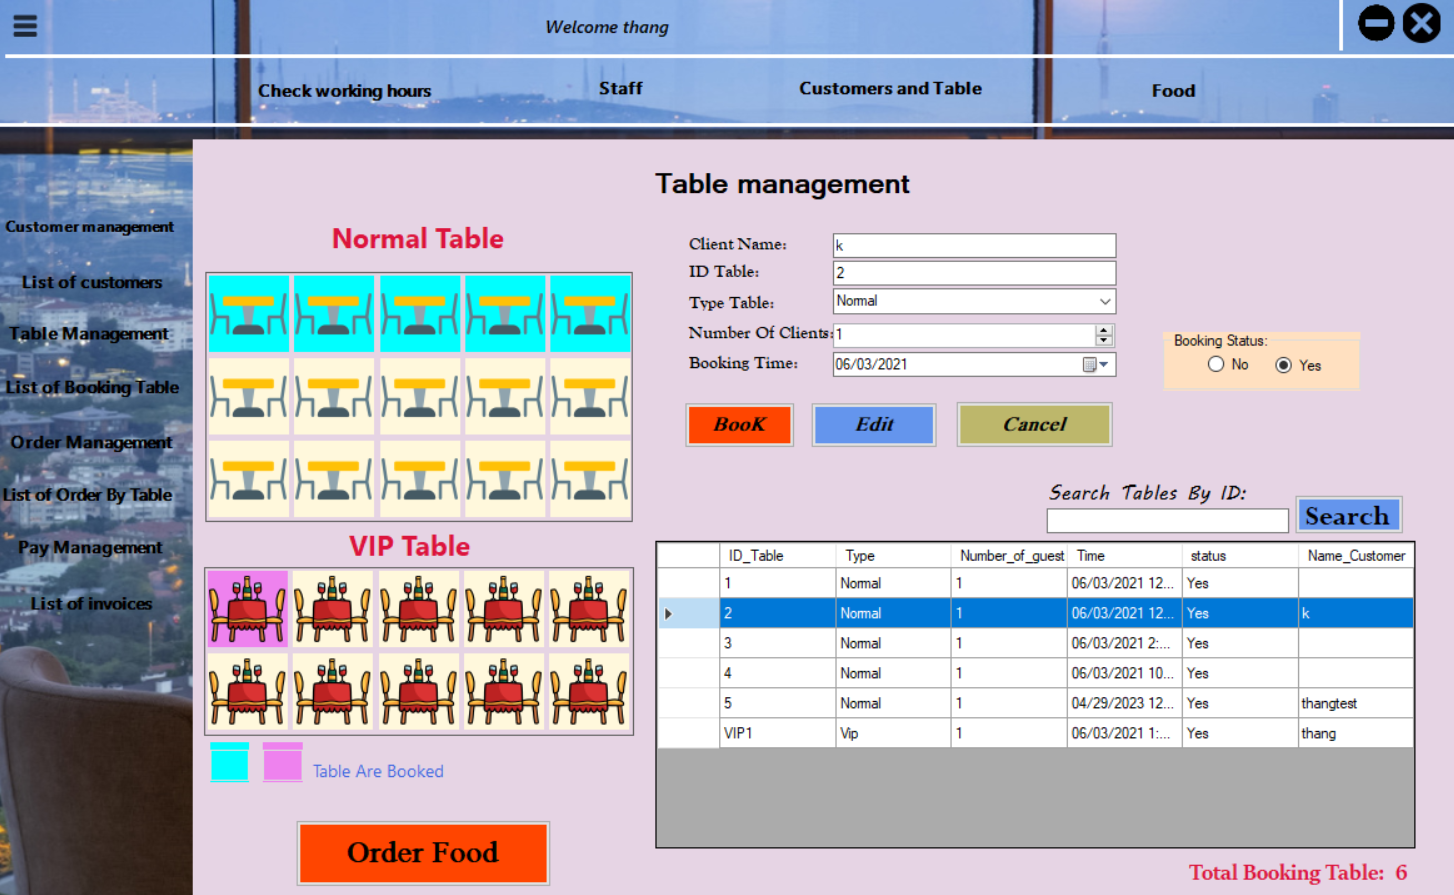 Welcome thang
Check working hours
Staff
Customers and Table
Food
Customer management
List of customers
Table Management
List of Booking Table
Order Management
List of Order By Table
Pay Management
List of invoices
Table management
Normal Table
VIP Table
Table Are Booked
Order Food
Client Name: k
ID Table: 2
Type Table: Normal
Number Of Clients: 1
Booking Time: 06/03/2021
Booking Status:
No Yes
BooK Edit Cancel
Search Tables By ID:
Search
ID_Table Type Number_of_guest Time status Name_Customer
1 Normal 1 06/03/2021 12... Yes
2 Normal 1 06/03/2021 12... Yes k
3 Normal 1 06/03/2021 2:... Yes
4 Normal 1 06/03/2021 10... Yes
5 Normal 1 04/29/2023 12... Yes thangtest
VIP1 Vip 1 06/03/2021 1:... Yes thang
Total Booking Table: 6